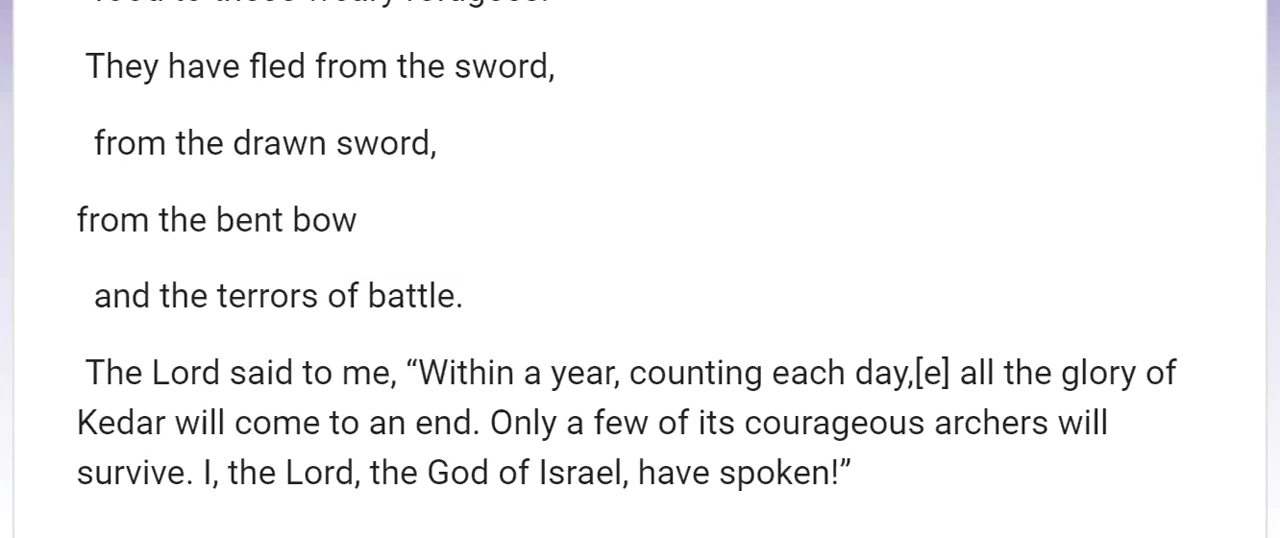 They have fled from the sword,
from the drawn sword,
from the bent bow
and the terrors of battle.
The Lord said to me, “Within a year, counting each day,[e] all the glory of
Kedar will come to an end. Only a few of its courageous archers will
survive. I, the Lord, the God of Israel, have spoken!”